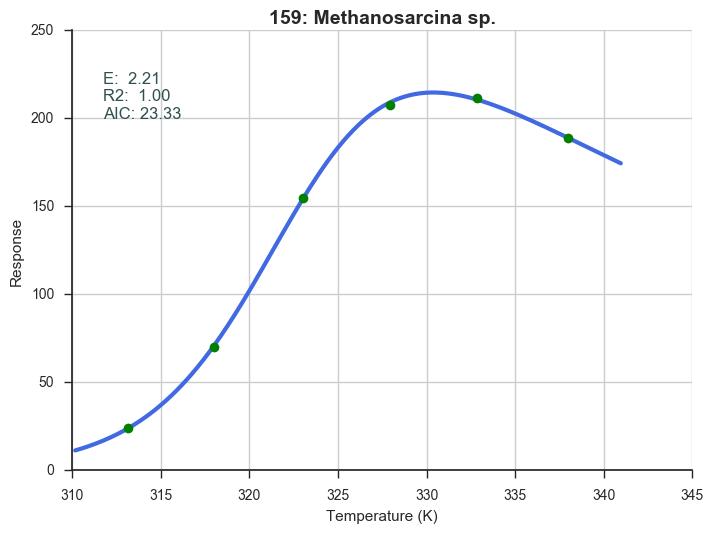 159: Methanosarcina sp.
250
E:  2.21
R2:  1.00
AIC: 23.33
200
150
100
50
0
Response
310 315 320 325 330 335 340 345
Temperature (K)